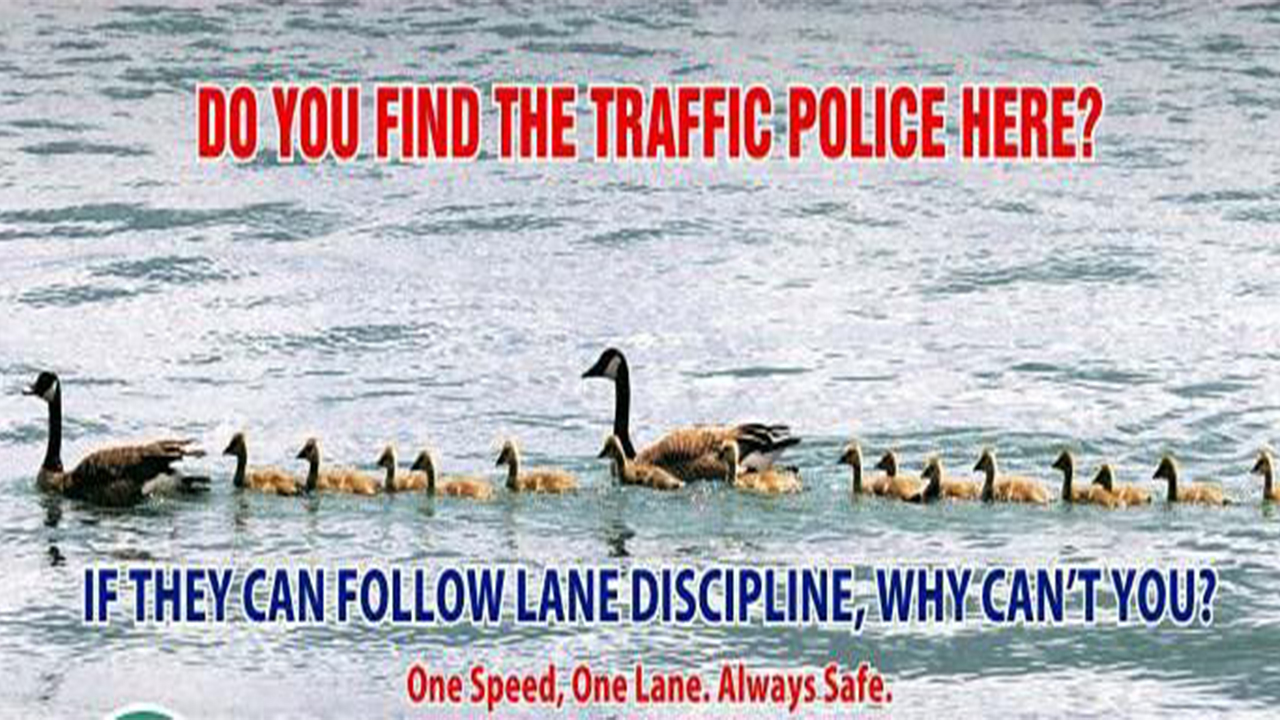 DO YOU FIND THE TRAFFIC POLICE HERE?
IF THEY CAN FOLLOW LANE DISCIPLINE, WHY CAN'T YOU?
One Speed, One Lane. Always Safe.